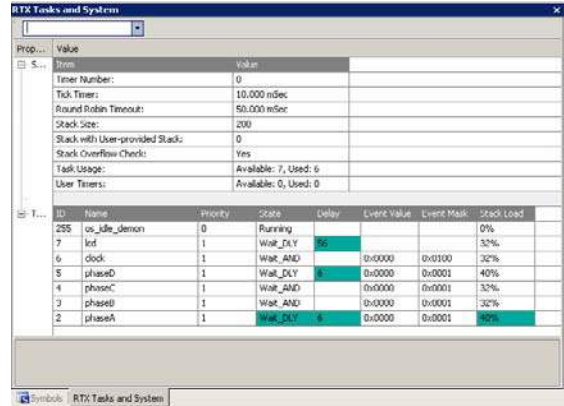 RTX Tasks and System
Prop... Value
S... Item Value
Timer Number: 0
Tick Timer: 10.000 mSec
Round Robin Timeout: 50.000 mSec
Stack Size: 200
Stack with User-provided Stack: 0
Stack Overflow Check: Yes
Task Usage: Available: 7, Used: 6
User Timers: Available: 0, Used: 0
T... ID Name Priority State Delay Event Value Event Mask Stack Load
255 os_idle_demon 0 Running 0%
7 lcd 1 Wait_DLY 56 32%
6 clock 1 Wait_AND 0x0000 0x0100 32%
5 phaseD 1 Wait_DLY 6 0x0000 0x0001 40%
4 phaseC 1 Wait_AND 0x0000 0x0001 32%
3 phaseB 1 Wait_AND 0x0000 0x0001 32%
2 phaseA 1 Wait_DLY 6 0x0000 0x0001 40%
Symbols RTX Tasks and System